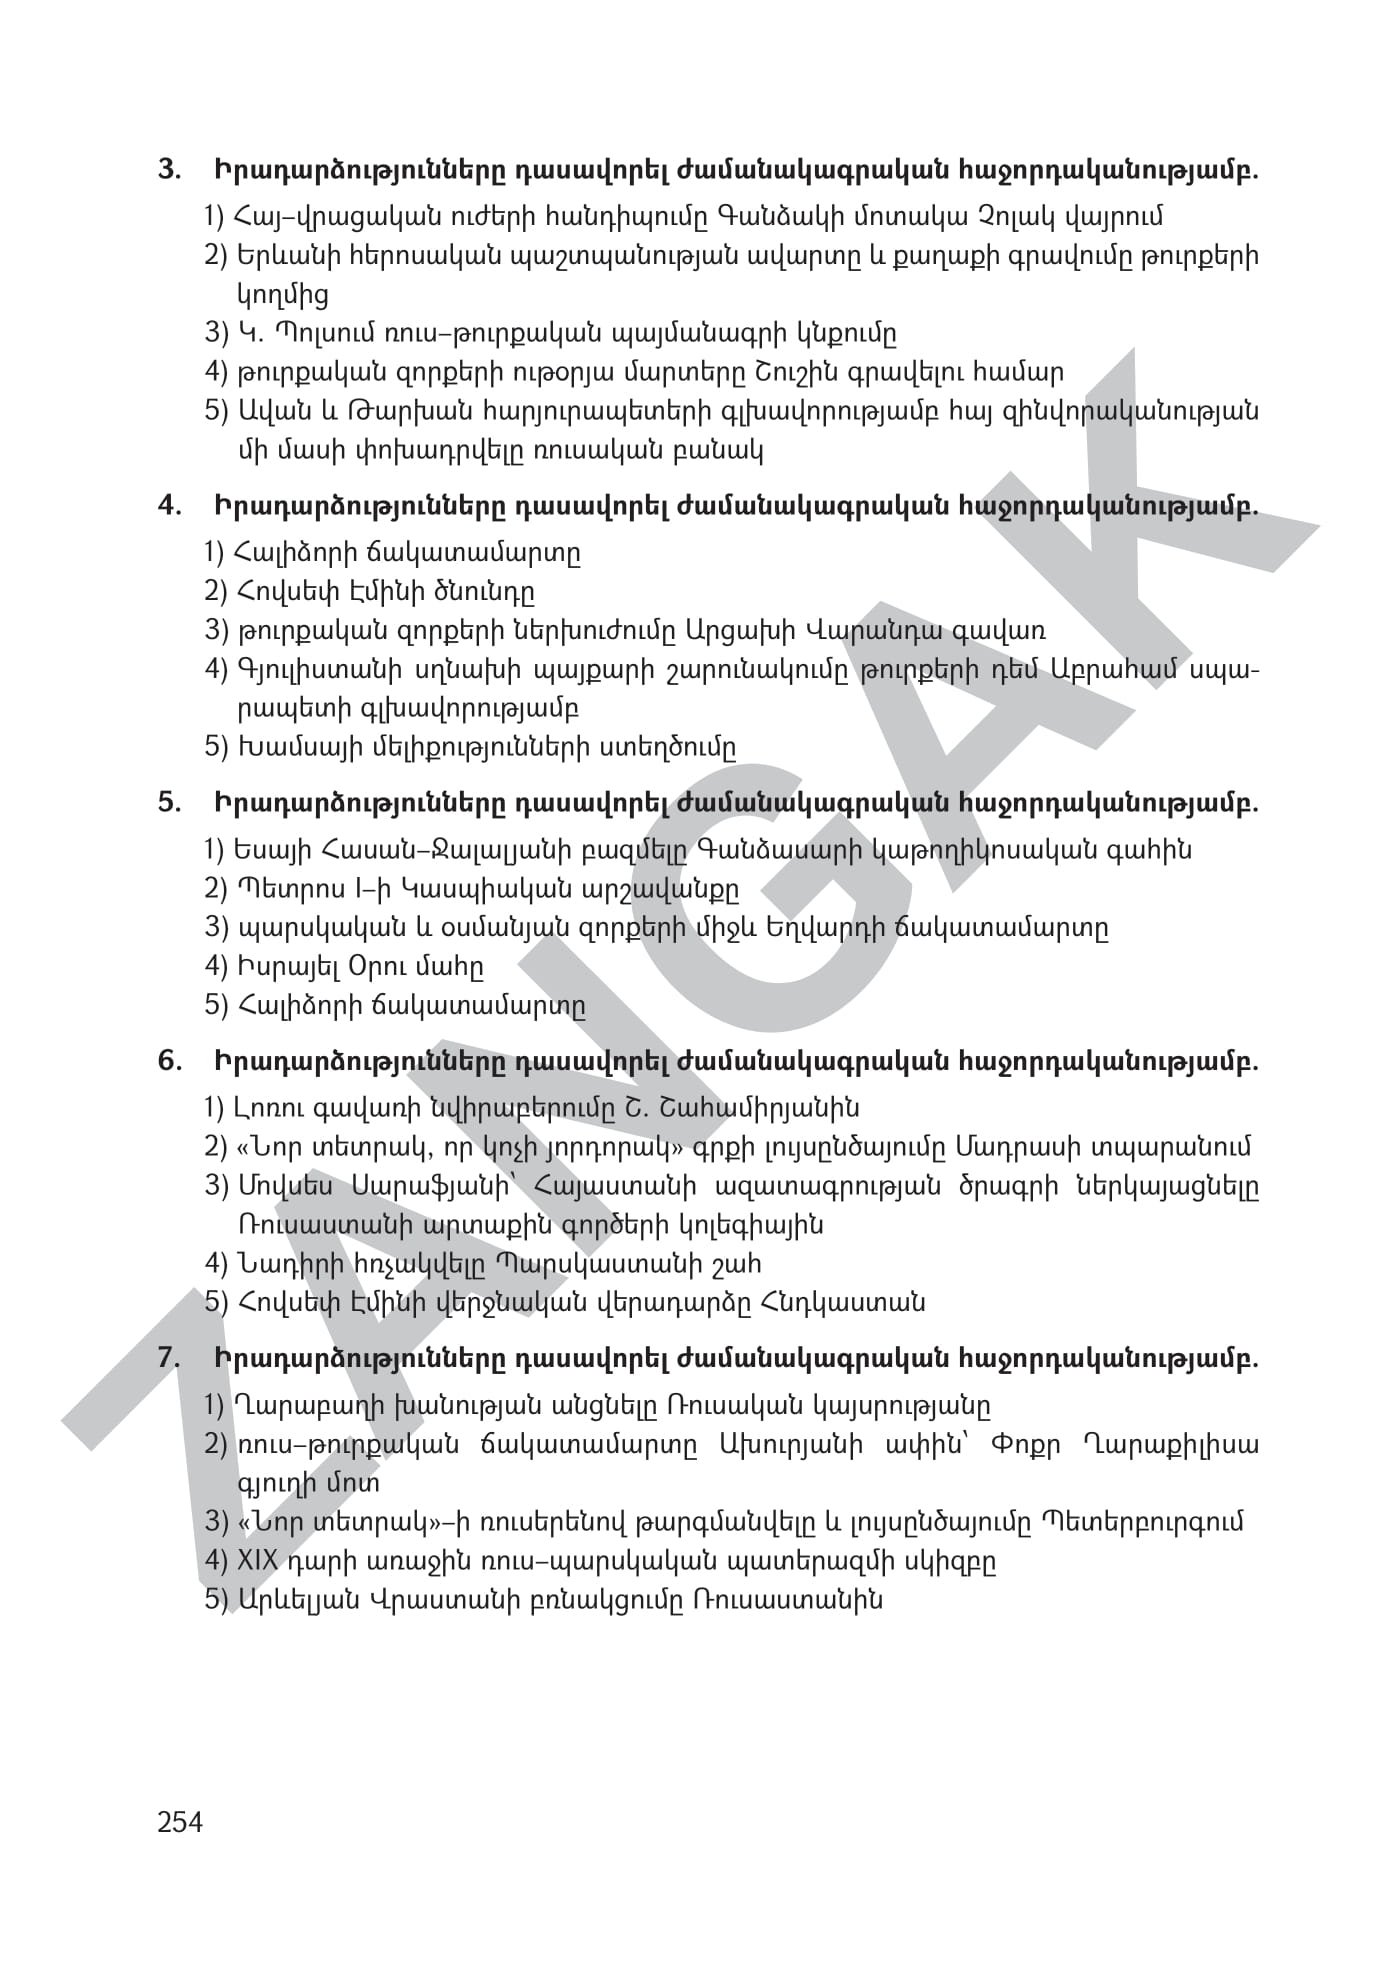 3. Իրադարձությունները դասավորել ժամանակագրական հաջորդականությամբ.
1) Հայ–վրացական ուժերի հանդիպումը Գանձակի մոտակա Չոլակ վայրում
2) Երևանի հերոսական պաշտպանության ավարտը և քաղաքի գրավումը թուրքերի
կողմից
3) Կ. Պոլսում ռուս–թուրքական պայմանագրի կնքումը
4) թուրքական զորքերի ութօրյա մարտերը Շուշին գրավելու համար
5) Ավան և Թարխան հարյուրապետերի գլխավորությամբ հայ զինվորականության
մի մասի փոխադրվելը ռուսական բանակ
4. Իրադարձությունները դասավորել ժամանակագրական հաջորդականությամբ.
1) Հալիձորի ճակատամարտը
2) Հովսեփ Էմինի ծնունդը
3) թուրքական զորքերի ներխուժումը Արցախի Վարանդա գավառ
4) Գյուլիստանի սղնախի պայքարի շարունակումը թուրքերի դեմ Աբրահամ սպա-
րապետի գլխավորությամբ
5) Խամսայի մելիքությունների ստեղծումը
5. Իրադարձությունները դասավորել ժամանակագրական հաջորդականությամբ.
1) Եսայի Հասան–Ջալալյանի բազմելը Գանձասարի կաթողիկոսական գահին
2) Պետրոս I–ի Կասպիական արշավանքը
3) պարսկական և օսմանյան զորքերի միջև Եղվարդի ճակատամարտը
4) Իսրայել Օրու մահը
5) Հալիձորի ճակատամարտը
6. Իրադարձությունները դասավորել ժամանակագրական հաջորդականությամբ.
1) Լոռու գավառի նվիրաբերումը Շ. Շահամիրյանին
2) «Նոր տետրակ, որ կոչի յորդորակ» գրքի լույսընծայումը Մադրասի տպարանում
3) Մովսես Սարաֆյանի՝ Հայաստանի ազատագրության ծրագրի ներկայացնելը
Ռուսաստանի արտաքին գործերի կոլեգիային
4) Նադիրի հռչակվելը Պարսկաստանի շահ
5) Հովսեփ Էմինի վերջնական վերադարձը Հնդկաստան
7. Իրադարձությունները դասավորել ժամանակագրական հաջորդականությամբ.
1) Ղարաբաղի խանության անցնելը Ռուսական կայսրությանը
2) ռուս–թուրքական ճակատամարտը Ախուրյանի ափին՝ Փոքր Ղարաքիլիսա
գյուղի մոտ
3) «Նոր տետրակ»–ի ռուսերենով թարգմանվելը և լույսընծայումը Պետերբուրգում
4) XIX դարի առաջին ռուս–պարսկական պատերազմի սկիզբը
5) Արևելյան Վրաստանի բռնակցումը Ռուսաստանին
254
ZANGAK